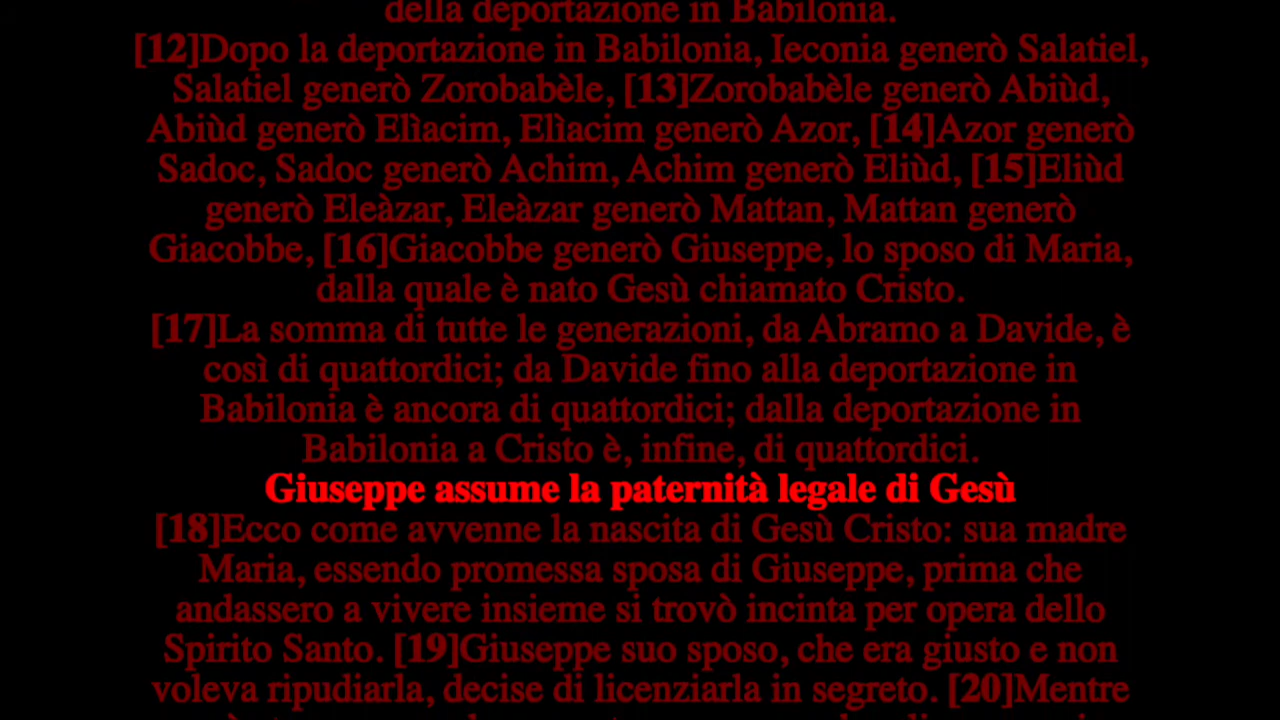 della deportazione in Babilonia.
[12]Dopo la deportazione in Babilonia, Ieconia generò Salatiel,
Salatiel generò Zorobabèle, [13]Zorobabèle generò Abiùd,
Abiùd generò Elìacim, Elìacim generò Azor, [14]Azor generò
Sadoc, Sadoc generò Achim, Achim generò Eliùd, [15]Eliùd
generò Eleàzar, Eleàzar generò Mattan, Mattan generò
Giacobbe, [16]Giacobbe generò Giuseppe, lo sposo di Maria,
dalla quale è nato Gesù chiamato Cristo.
[17]La somma di tutte le generazioni, da Abramo a Davide, è
così di quattordici; da Davide fino alla deportazione in
Babilonia è ancora di quattordici; dalla deportazione in
Babilonia a Cristo è, infine, di quattordici.
Giuseppe assume la paternità legale di Gesù
[18]Ecco come avvenne la nascita di Gesù Cristo: sua madre
Maria, essendo promessa sposa di Giuseppe, prima che
andassero a vivere insieme si trovò incinta per opera dello
Spirito Santo. [19]Giuseppe suo sposo, che era giusto e non
voleva ripudiarla, decise di licenziarla in segreto. [20]Mentre